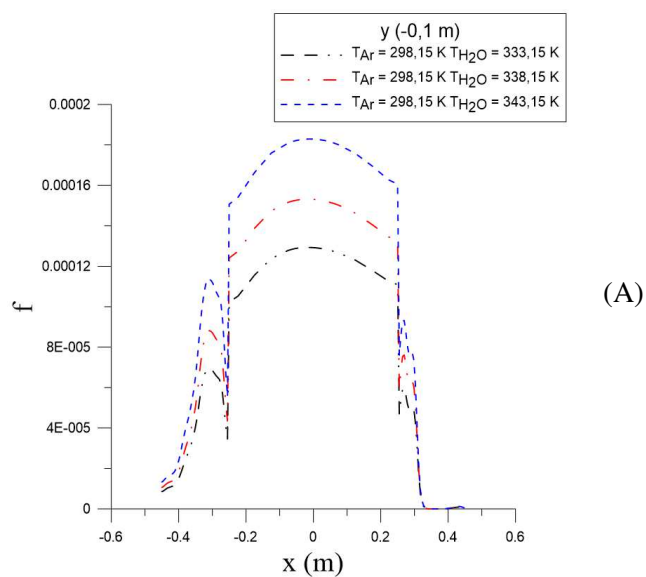 y (-0,1 m)
TAr = 298,15 K TH2O = 333,15 K
TAr = 298,15 K TH2O = 338,15 K
TAr = 298,15 K TH2O = 343,15 K
0.0002
0.00016
0.00012
8E-005
4E-005
0
f
(A)
-0.6 -0.4 -0.2 0 0.2 0.4 0.6
x (m)